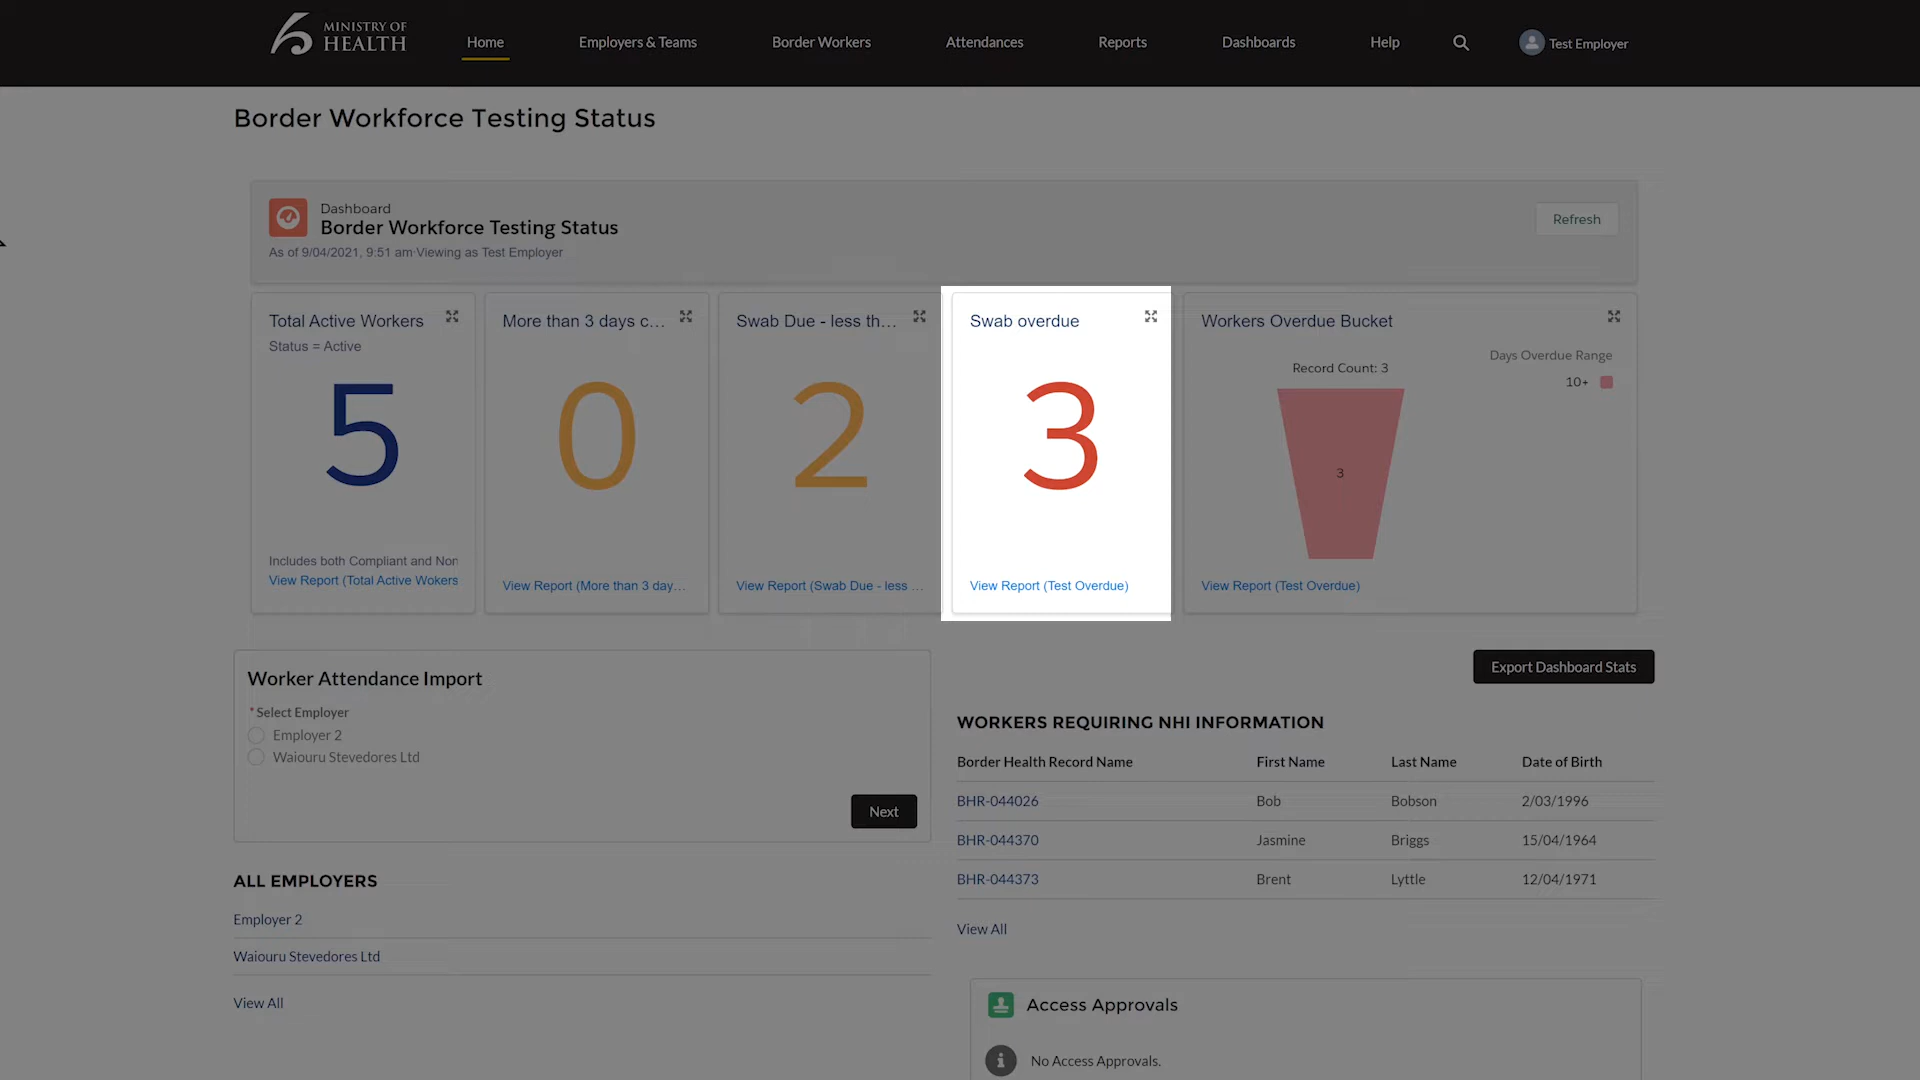 MINISTRY OF
HEALTH
Home
Employers & Teams
Border Workers
Attendances
Reports
Dashboards
Help
Test Employer
Border Workforce Testing Status
Dashboard
Border Workforce Testing Status
As of 9/04/2021, 9:51 am·Viewing as Test Employer
Refresh
Total Active Workers
Status = Active
5
Includes both Compliant and Non
View Report (Total Active Wokers
More than 3 days c...
0
View Report (More than 3 day...
Swab Due - less th...
2
View Report (Swab Due - less ...
Swab overdue
3
View Report (Test Overdue)
Workers Overdue Bucket
Record Count: 3
Days Overdue Range
10+
3
View Report (Test Overdue)
Worker Attendance Import
*Select Employer
Employer 2
Waiouru Stevedores Ltd
Next
ALL EMPLOYERS
Employer 2
Waiouru Stevedores Ltd
View All
Export Dashboard Stats
WORKERS REQUIRING NHI INFORMATION
Border Health Record Name First Name Last Name Date of Birth
BHR-044026 Bob Bobson 2/03/1996
BHR-044370 Jasmine Briggs 15/04/1964
BHR-044373 Brent Lyttle 12/04/1971
View All
Access Approvals
No Access Approvals.